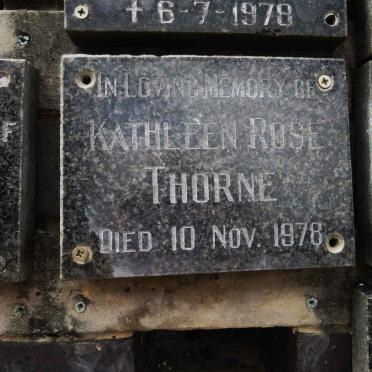 ✝ 6-7-1978
F
IN LOVING MEMORY OF
KATHLEEN ROSE
THORNE
DIED 10 NOV. 1978